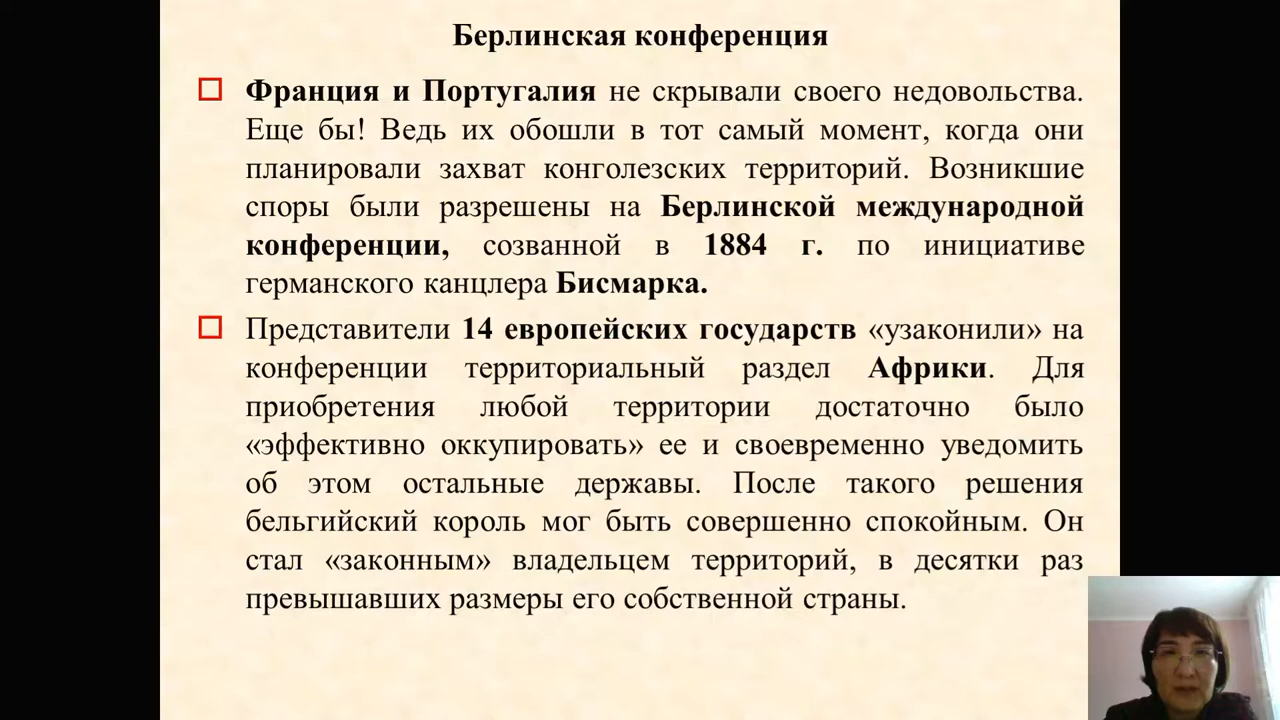 Берлинская конференция
Франция и Португалия не скрывали своего недовольства.
Еще бы! Ведь их обошли в тот самый момент, когда они
планировали захват конголезских территорий. Возникшие
споры были разрешены на Берлинской международной
конференции, созванной в 1884 г. по инициативе
германского канцлера Бисмарка.
Представители 14 европейских государств «узаконили» на
конференции территориальный раздел Африки. Для
приобретения любой территории достаточно было
«эффективно оккупировать» ее и своевременно уведомить
об этом остальные державы. После такого решения
бельгийский король мог быть совершенно спокойным. Он
стал «законным» владельцем территорий, в десятки раз
превышавших размеры его собственной страны.